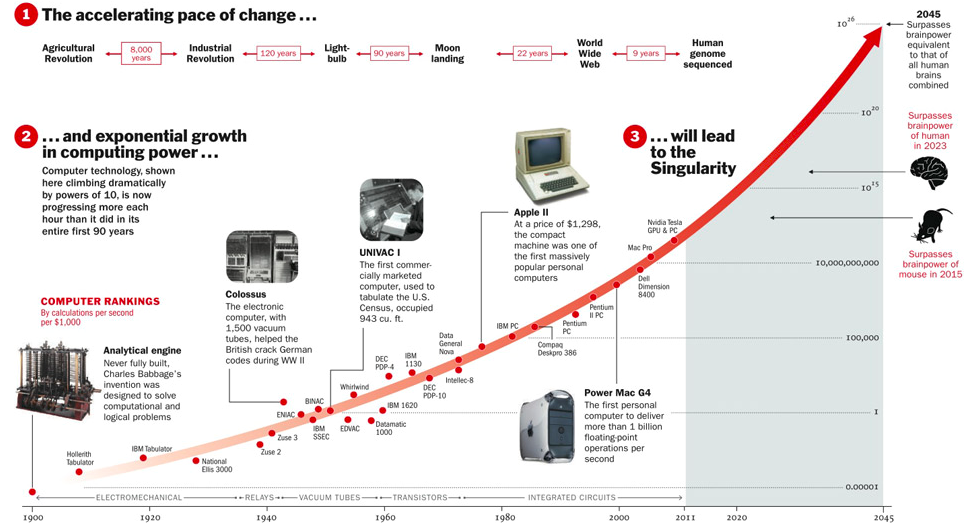 1 The accelerating pace of change ...
Agricultural
Revolution
8,000
years
Industrial
Revolution
120 years
Light-
bulb
90 years
Moon
landing
22 years
World
Wide
Web
9 years
Human
genome
sequenced
2 ... and exponential growth
in computing power ...
Computer technology, shown
here climbing dramatically
by powers of 10, is now
progressing more each
hour than it did in its
entire first 90 years
COMPUTER RANKINGS
By calculations per second
per $1,000
Analytical engine
Never fully built,
Charles Babbage's
invention was
designed to solve
computational and
logical problems
Colossus
The electronic
computer, with
1,500 vacuum
tubes, helped the
British crack German
codes during WW II
UNIVAC I
The first commer-
cially marketed
computer, used to
tabulate the U.S.
Census, occupied
943 cu. ft.
Apple II
At a price of $1,298,
the compact
machine was one of
the first massively
popular personal
computers
Power Mac G4
The first personal
computer to deliver
more than 1 billion
floating-point
operations per
second
3 ... will lead
to the
Singularity
2045
Surpasses
brainpower
equivalent
to that of
all human
brains
combined
Surpasses
brainpower
of human
in 2023
Surpasses
brainpower of
mouse in 2015
10²⁶
10²⁰
10¹⁵
10,000,000,000
100,000
1
0.00001
Hollerith
Tabulator
IBM Tabulator
National
Ellis 3000
Zuse 2
Zuse 3
ENIAC
BINAC
IBM
SSEC
Whirlwind
EDVAC
Datamatic
1000
IBM 1620
DEC
PDP-4
IBM
1130
DEC
PDP-10
Data
General
Nova
Intellec-8
IBM PC
Compaq
Deskpro 386
Pentium
PC
Pentium
II PC
Dell
Dimension
8400
Mac Pro
Nvidia Tesla
GPU & PC
ELECTROMECHANICAL
RELAYS
VACUUM TUBES
TRANSISTORS
INTEGRATED CIRCUITS
1900
1920
1940
1960
1980
2000
2011
2020
2045